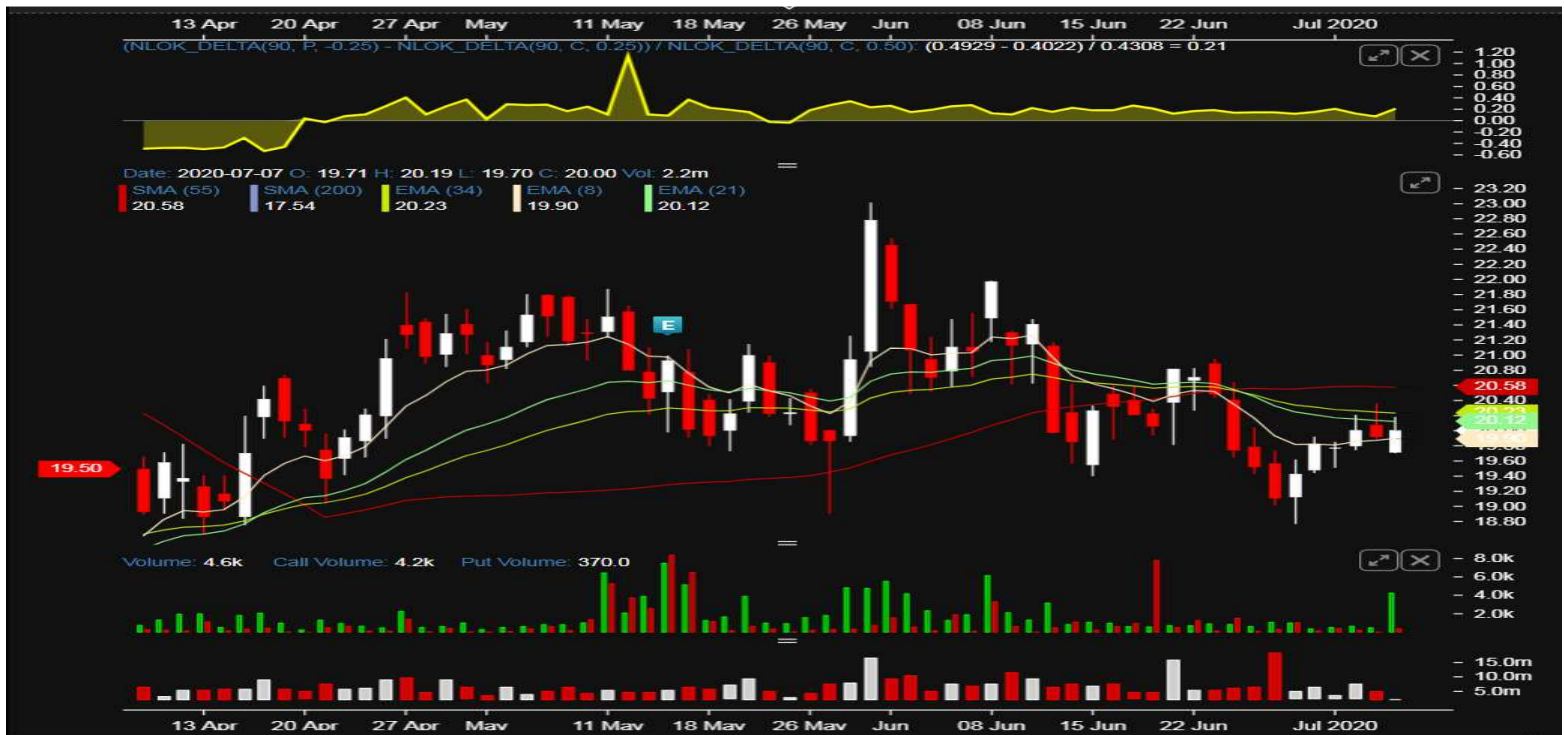 13 Apr 20 Apr 27 Apr May 11 May 18 May 26 May Jun 08 Jun 15 Jun 22 Jun Jul 2020
(NLOK_DELTA(90, P, -0.25) - NLOK_DELTA(90, C, 0.25)) / NLOK_DELTA(90, C, 0.50): (0.4929 - 0.4022) / 0.4308 = 0.21
1.20
1.00
0.80
0.60
0.40
0.20
0.00
-0.20
-0.40
-0.60
Date: 2020-07-07 O: 19.71 H: 20.19 L: 19.70 C: 20.00 Vol: 2.2m
SMA (55) SMA (200) EMA (34) EMA (8) EMA (21)
20.58 17.54 20.23 19.90 20.12
23.20
23.00
22.80
22.60
22.40
22.20
22.00
21.80
21.60
21.40
E
21.20
21.00
20.80
20.58
20.40
20.23
20.12
19.90
19.50
19.60
19.40
19.20
19.00
18.80
Volume: 4.6k Call Volume: 4.2k Put Volume: 370.0
8.0k
6.0k
4.0k
2.0k
15.0m
10.0m
5.0m
13 Apr 20 Apr 27 Apr May 11 May 18 May 26 May Jun 08 Jun 15 Jun 22 Jun Jul 2020